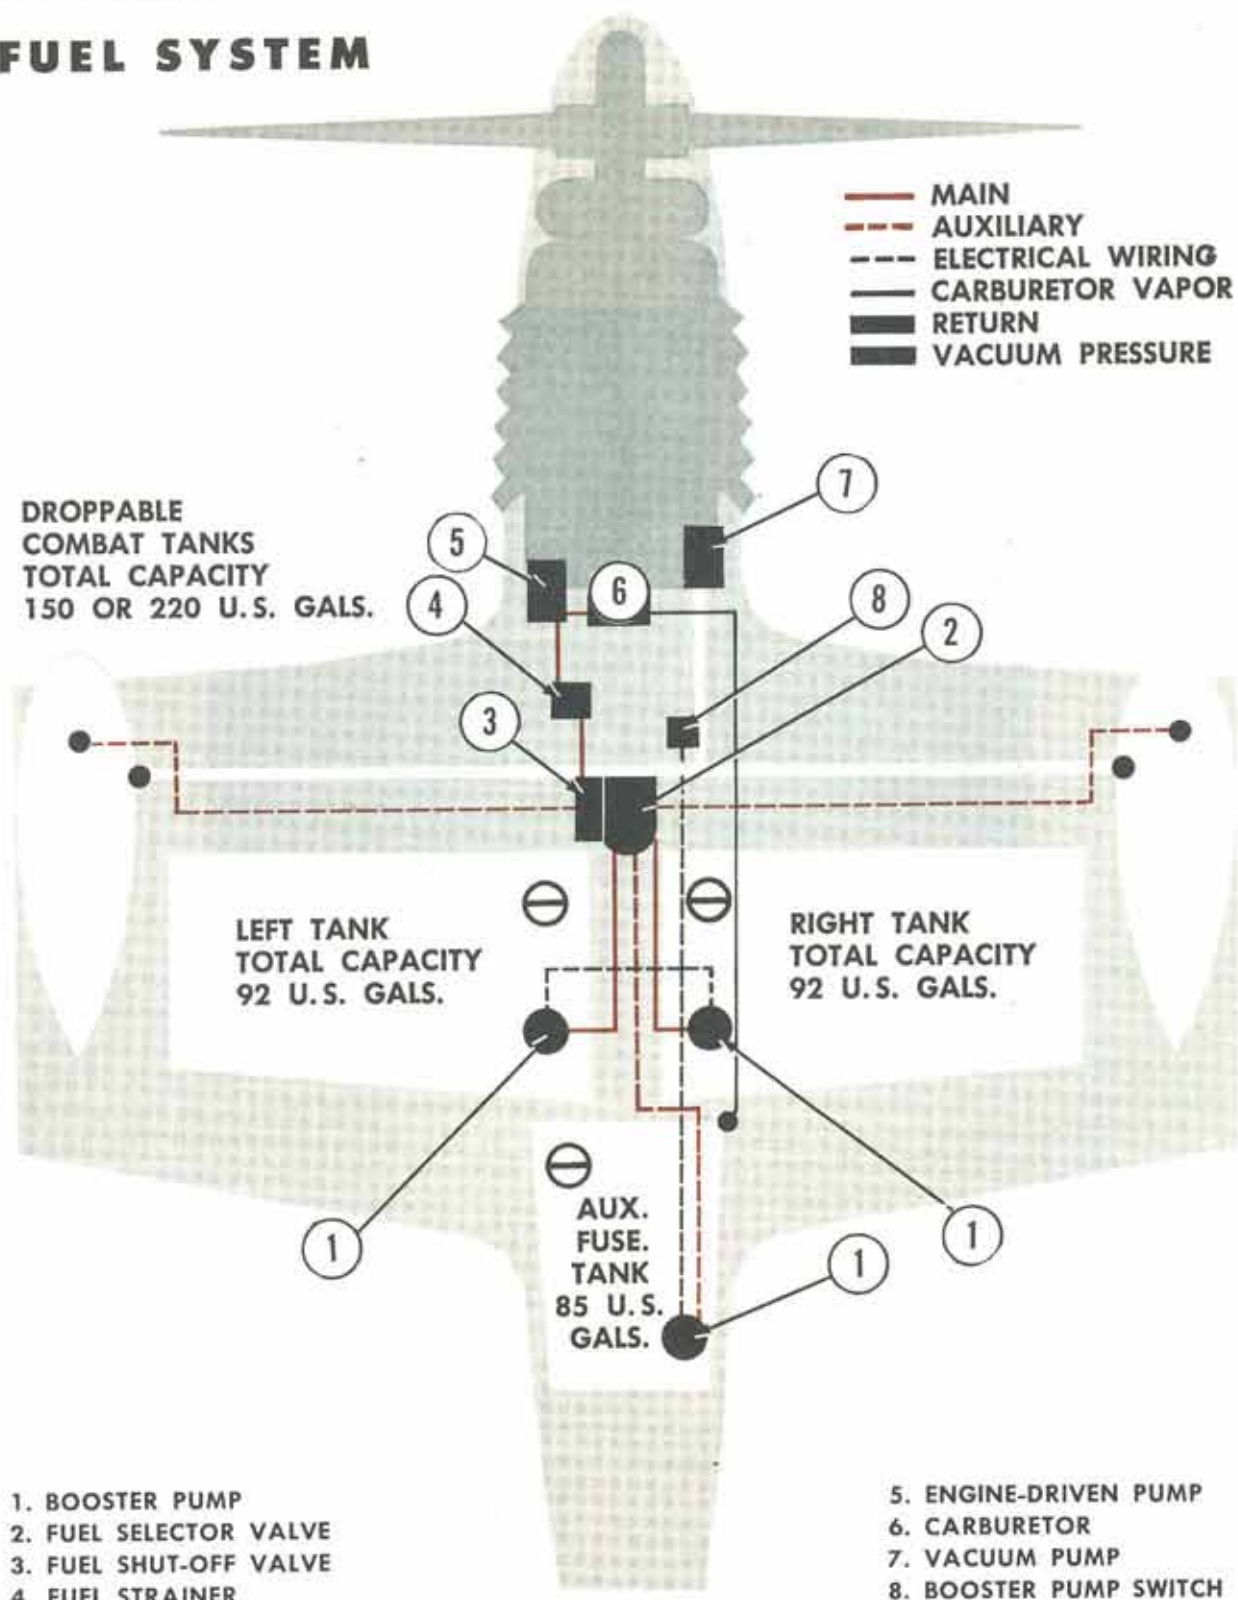 FUEL SYSTEM
MAIN
AUXILIARY
ELECTRICAL WIRING
CARBURETOR VAPOR
RETURN
VACUUM PRESSURE
DROPPABLE
COMBAT TANKS
TOTAL CAPACITY
150 OR 220 U.S. GALS.
7
5
6
4
8
2
3
LEFT TANK
TOTAL CAPACITY
92 U.S. GALS.
RIGHT TANK
TOTAL CAPACITY
92 U.S. GALS.
1
1
1
AUX.
FUSE.
TANK
85 U.S.
GALS.
1. BOOSTER PUMP
2. FUEL SELECTOR VALVE
3. FUEL SHUT-OFF VALVE
4. FUEL STRAINER
5. ENGINE-DRIVEN PUMP
6. CARBURETOR
7. VACUUM PUMP
8. BOOSTER PUMP SWITCH